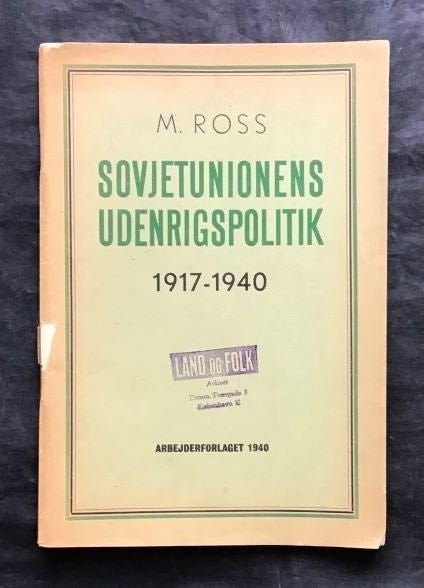 M. ROSS
SOVJETUNIONENS
UDENRIGSPOLITIK
1917-1940
LAND OG FOLK
Arkivet
Dronn. Tværgade 3
København K
ARBEJDERFORLAGET 1940